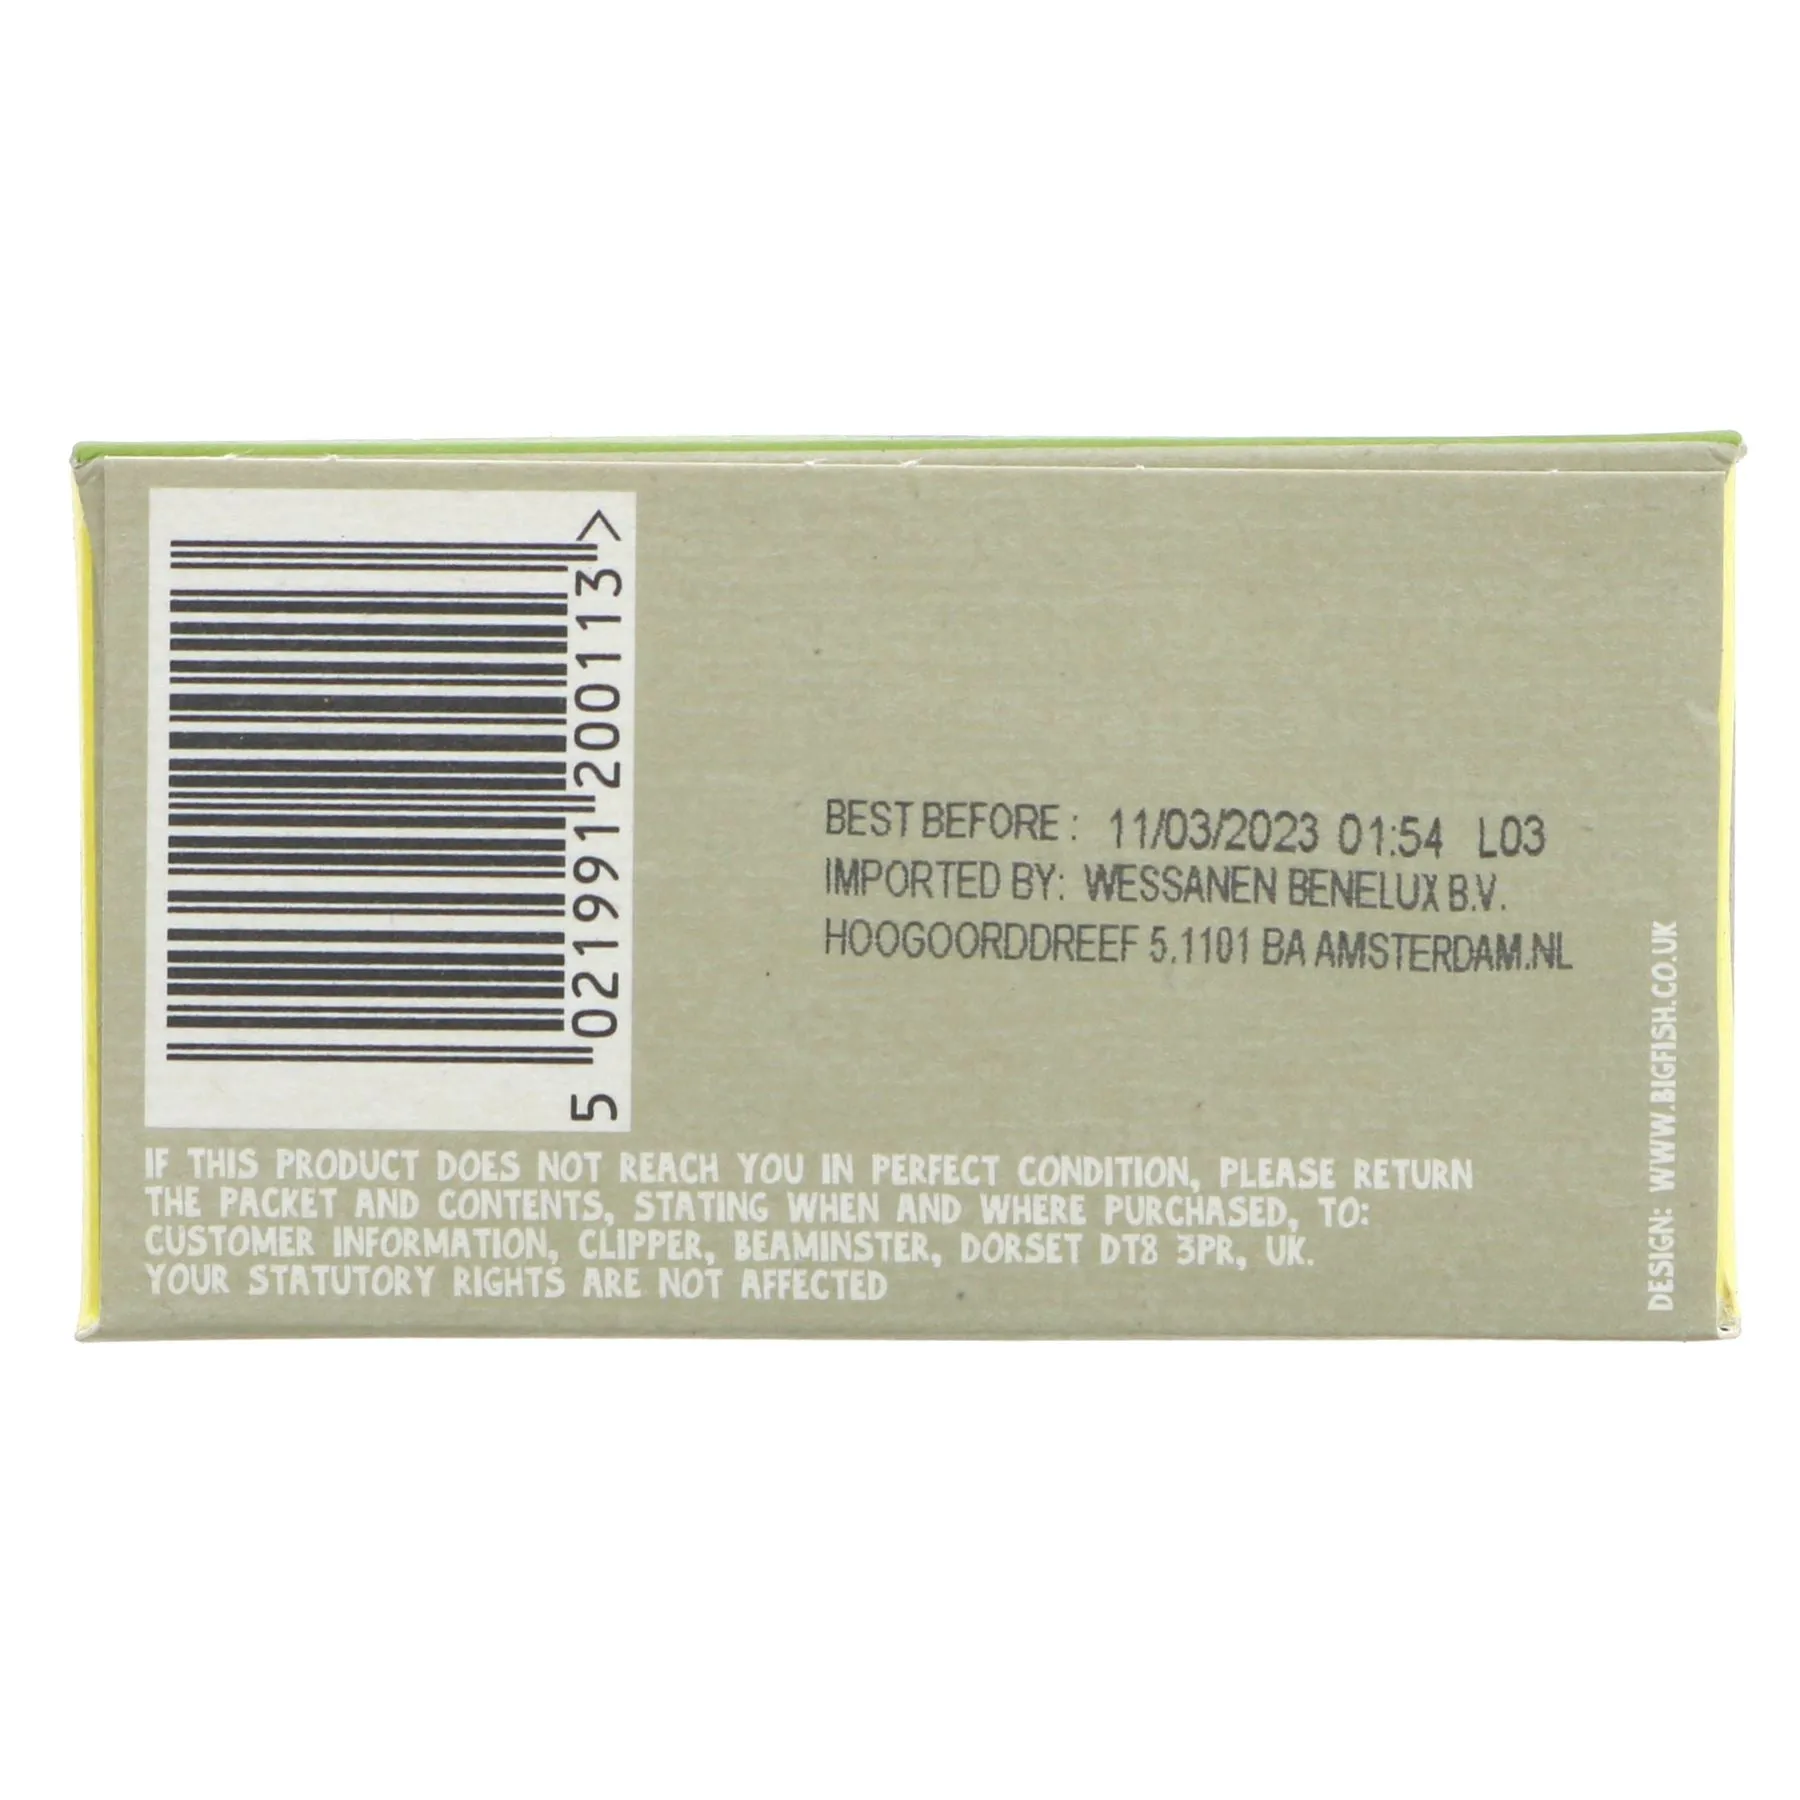 5 021991 200113 >
BEST BEFORE : 11/03/2023 01:54 L03
IMPORTED BY: WESSANEN BENELUX B.V.
HOOGOORDDREEF 5.1101 BA AMSTERDAM.NL
IF THIS PRODUCT DOES NOT REACH YOU IN PERFECT CONDITION, PLEASE RETURN
THE PACKET AND CONTENTS, STATING WHEN AND WHERE PURCHASED, TO:
CUSTOMER INFORMATION, CLIPPER, BEAMINSTER, DORSET DT8 3PR, UK.
YOUR STATUTORY RIGHTS ARE NOT AFFECTED
DESIGN: WWW.BIGFISH.CO.UK